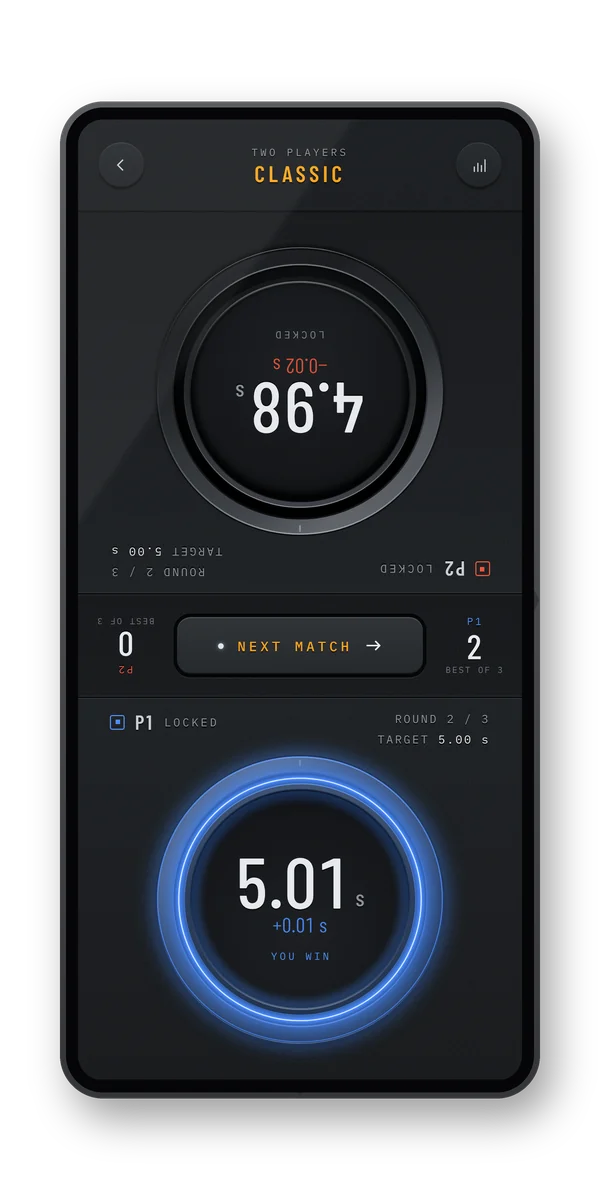 TWO PLAYERS
CLASSIC
LOCKED
−0.02 s
4.98 s
TARGET 5.00 s
ROUND 2 / 3
P2 LOCKED
BEST OF 3
0
P2
NEXT MATCH →
P1
2
BEST OF 3
P1 LOCKED
ROUND 2 / 3
TARGET 5.00 s
5.01 s
+0.01 s
YOU WIN